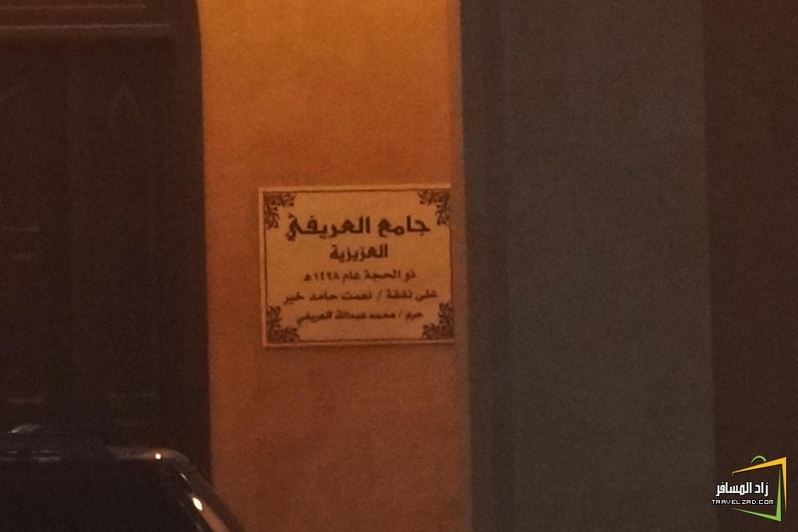 جامع العريفي
العزيزية
ذو الحجة عام ١٤٢٨هـ
على نفقة / نعمت حامد خير
حرم / محمد عبدالله العريفي
زاد المسافر
TRAVELZAD.COM